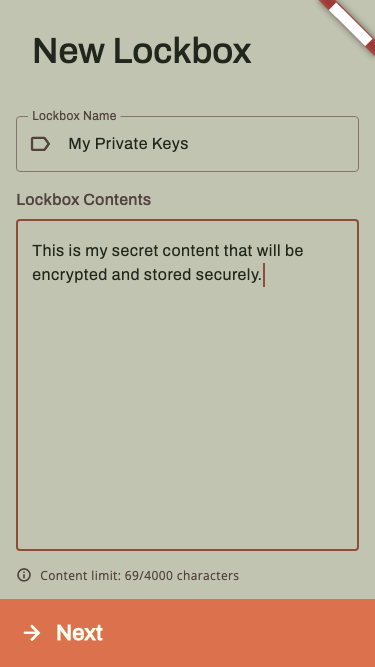 New Lockbox
Lockbox Name
My Private Keys
Lockbox Contents
This is my secret content that will be
encrypted and stored securely.
Content limit: 69/4000 characters
Next